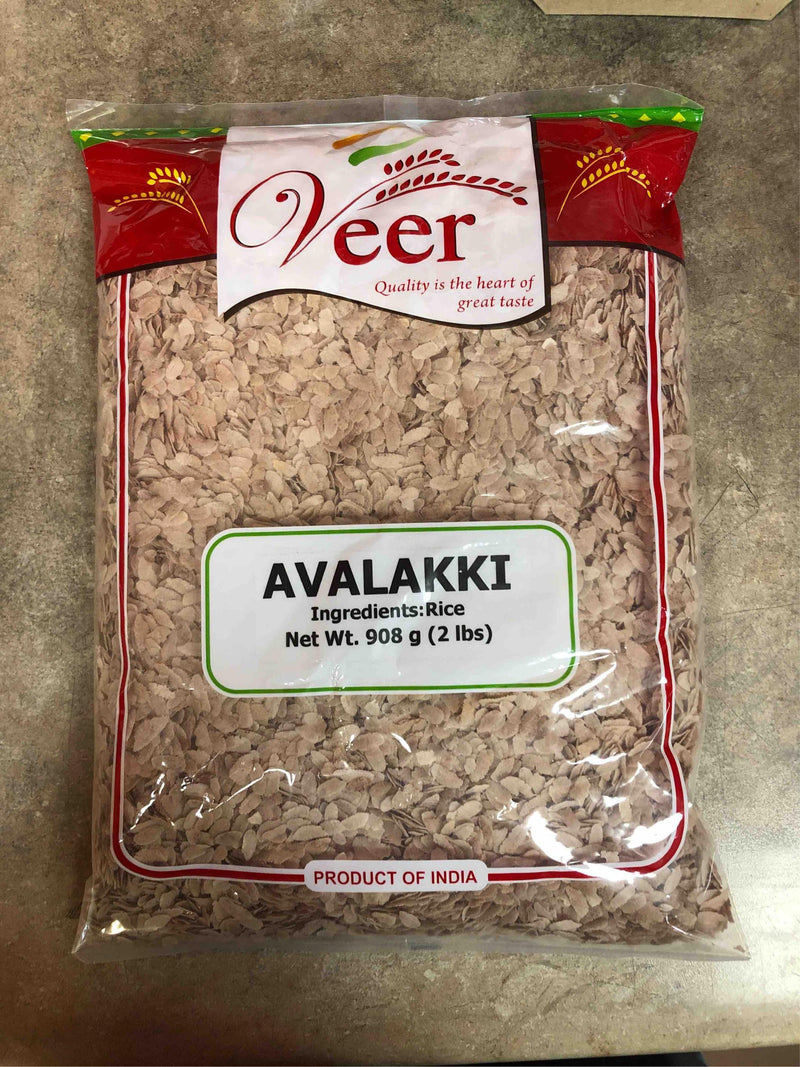 Veer
Quality is the heart of
great taste
AVALAKKI
Ingredients:Rice
Net Wt. 908 g (2 lbs)
PRODUCT OF INDIA